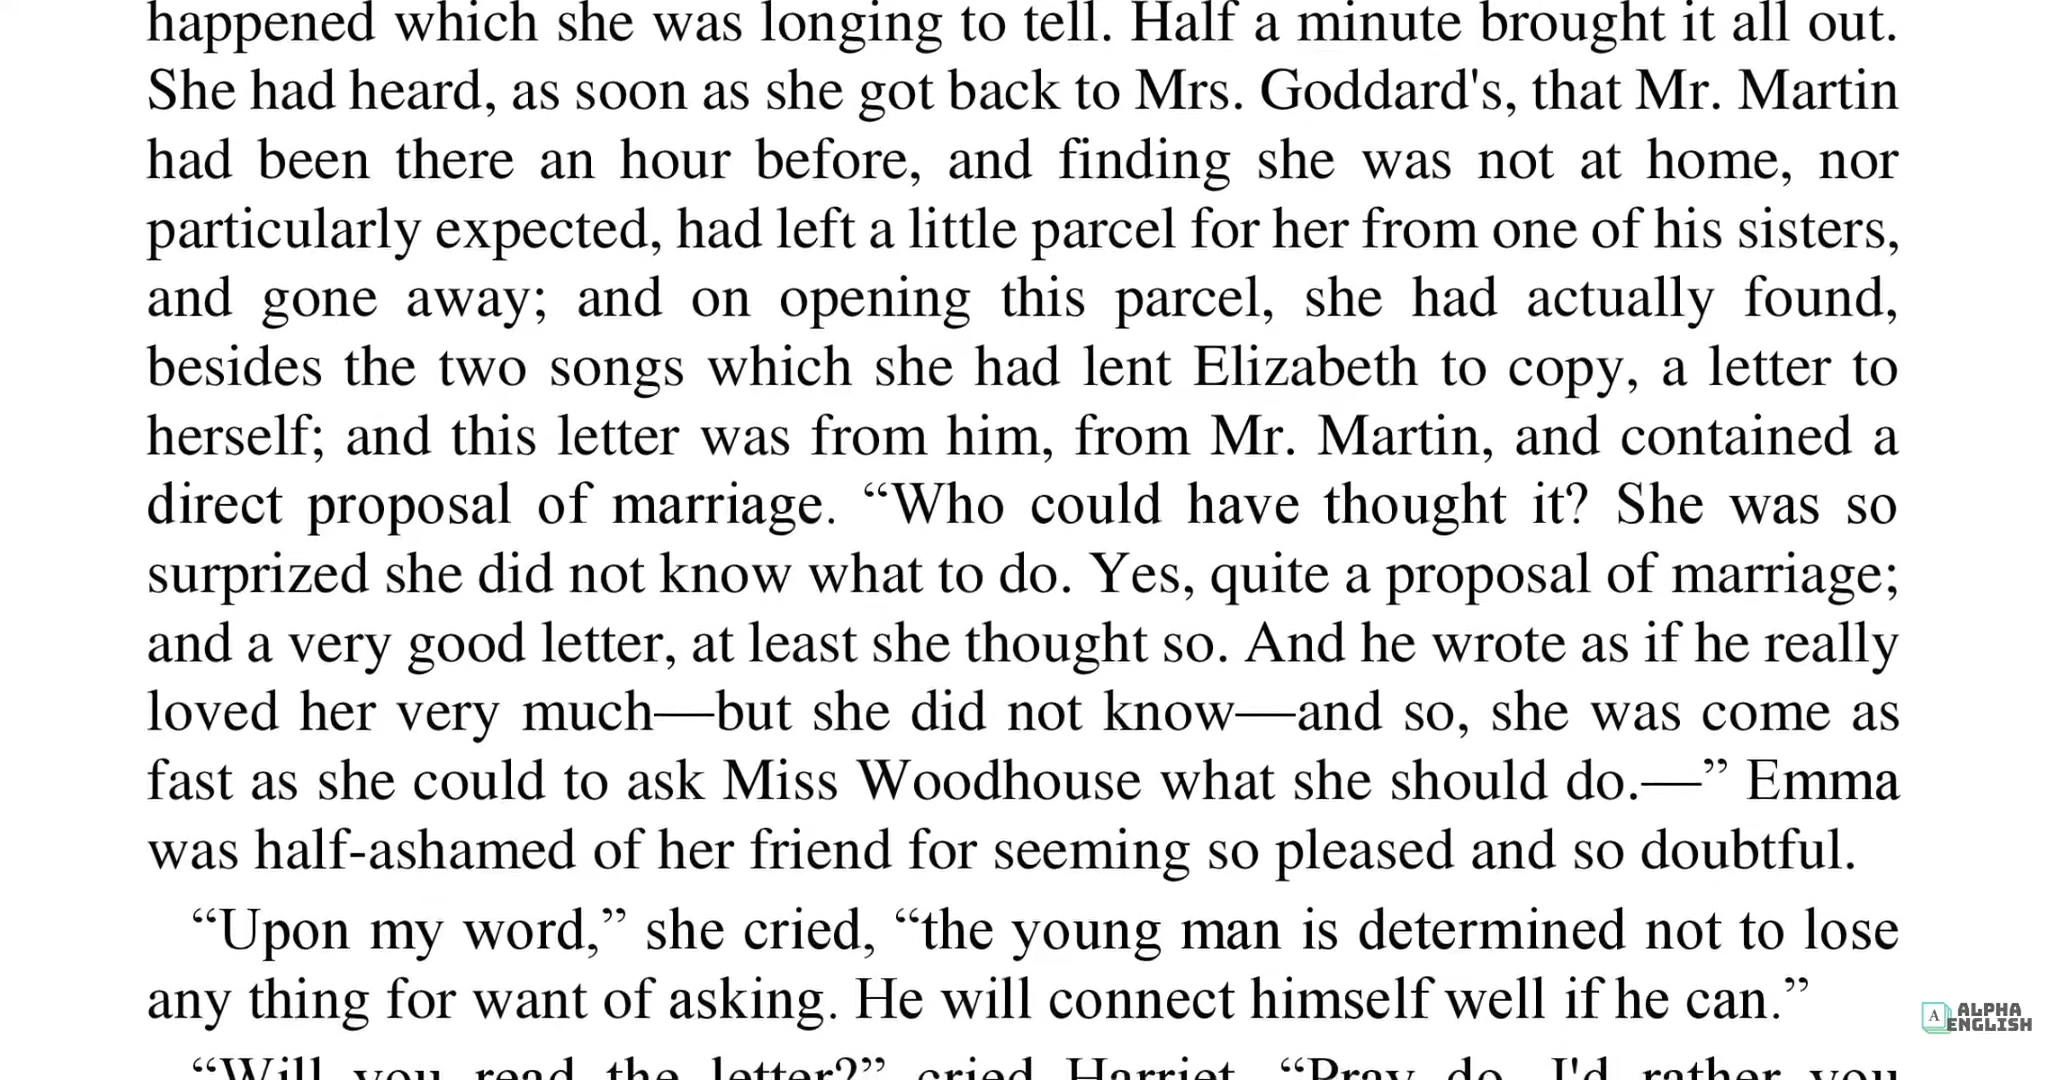 happened which she was longing to tell. Half a minute brought it all out.
She had heard, as soon as she got back to Mrs. Goddard's, that Mr. Martin
had been there an hour before, and finding she was not at home, nor
particularly expected, had left a little parcel for her from one of his sisters,
and gone away; and on opening this parcel, she had actually found,
besides the two songs which she had lent Elizabeth to copy, a letter to
herself; and this letter was from him, from Mr. Martin, and contained a
direct proposal of marriage. “Who could have thought it? She was so
surprized she did not know what to do. Yes, quite a proposal of marriage;
and a very good letter, at least she thought so. And he wrote as if he really
loved her very much—but she did not know—and so, she was come as
fast as she could to ask Miss Woodhouse what she should do.—” Emma
was half-ashamed of her friend for seeming so pleased and so doubtful.
“Upon my word,” she cried, “the young man is determined not to lose
any thing for want of asking. He will connect himself well if he can.”
“Will you read the letter?” cried Harriet. “Pray do. I'd rather you
A ALPHA
ENGLISH